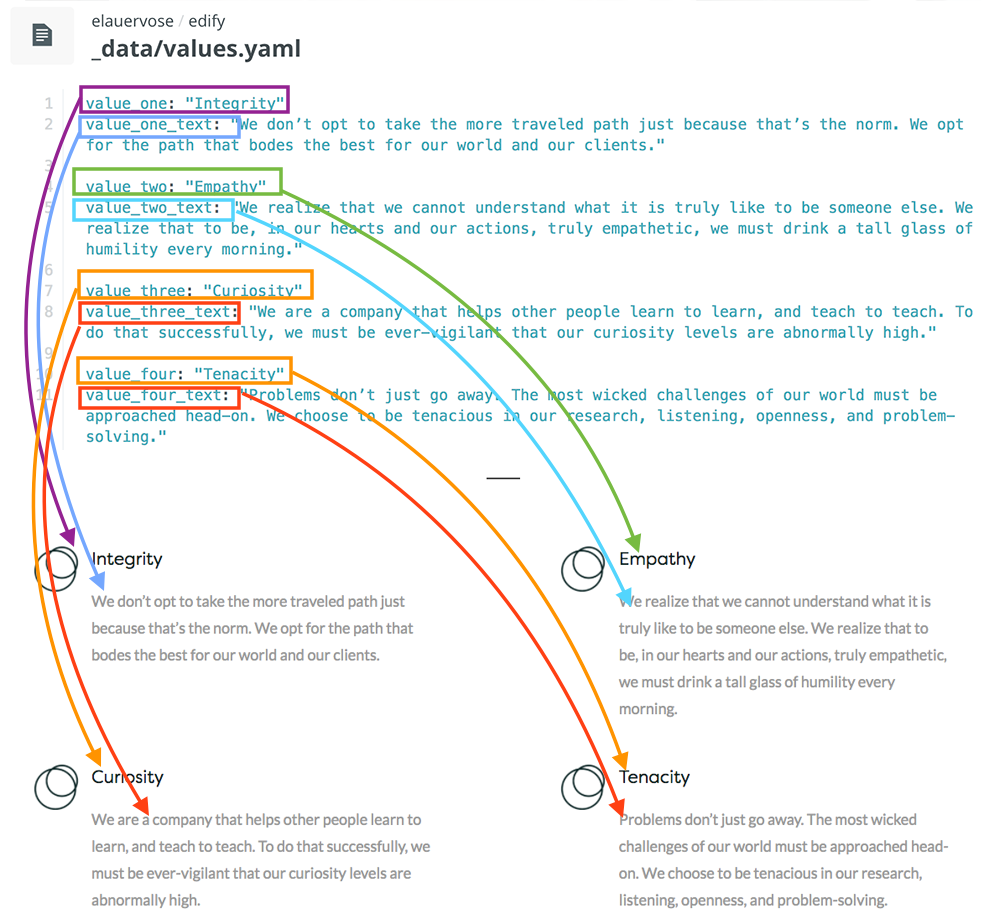 elauervose / edify
_data/values.yaml
1 value_one: "Integrity"
2 value_one_text: "We don’t opt to take the more traveled path just because that’s the norm. We opt
for the path that bodes the best for our world and our clients."
3
4 value_two: "Empathy"
5 value_two_text: "We realize that we cannot understand what it is truly like to be someone else. We
realize that to be, in our hearts and our actions, truly empathetic, we must drink a tall glass of
humility every morning."
6
7 value_three: "Curiosity"
8 value_three_text: "We are a company that helps other people learn to learn, and teach to teach. To
do that successfully, we must be ever-vigilant that our curiosity levels are abnormally high."
9
10 value_four: "Tenacity"
11 value_four_text: "Problems don’t just go away. The most wicked challenges of our world must be
approached head-on. We choose to be tenacious in our research, listening, openness, and problem-
solving."
Integrity
We don’t opt to take the more traveled path just
because that’s the norm. We opt for the path that
bodes the best for our world and our clients.
Empathy
We realize that we cannot understand what it is
truly like to be someone else. We realize that to
be, in our hearts and our actions, truly empathetic,
we must drink a tall glass of humility every
morning.
Curiosity
We are a company that helps other people learn to
learn, and teach to teach. To do that successfully, we
must be ever-vigilant that our curiosity levels are
abnormally high.
Tenacity
Problems don’t just go away. The most wicked
challenges of our world must be approached head-
on. We choose to be tenacious in our research,
listening, openness, and problem-solving.